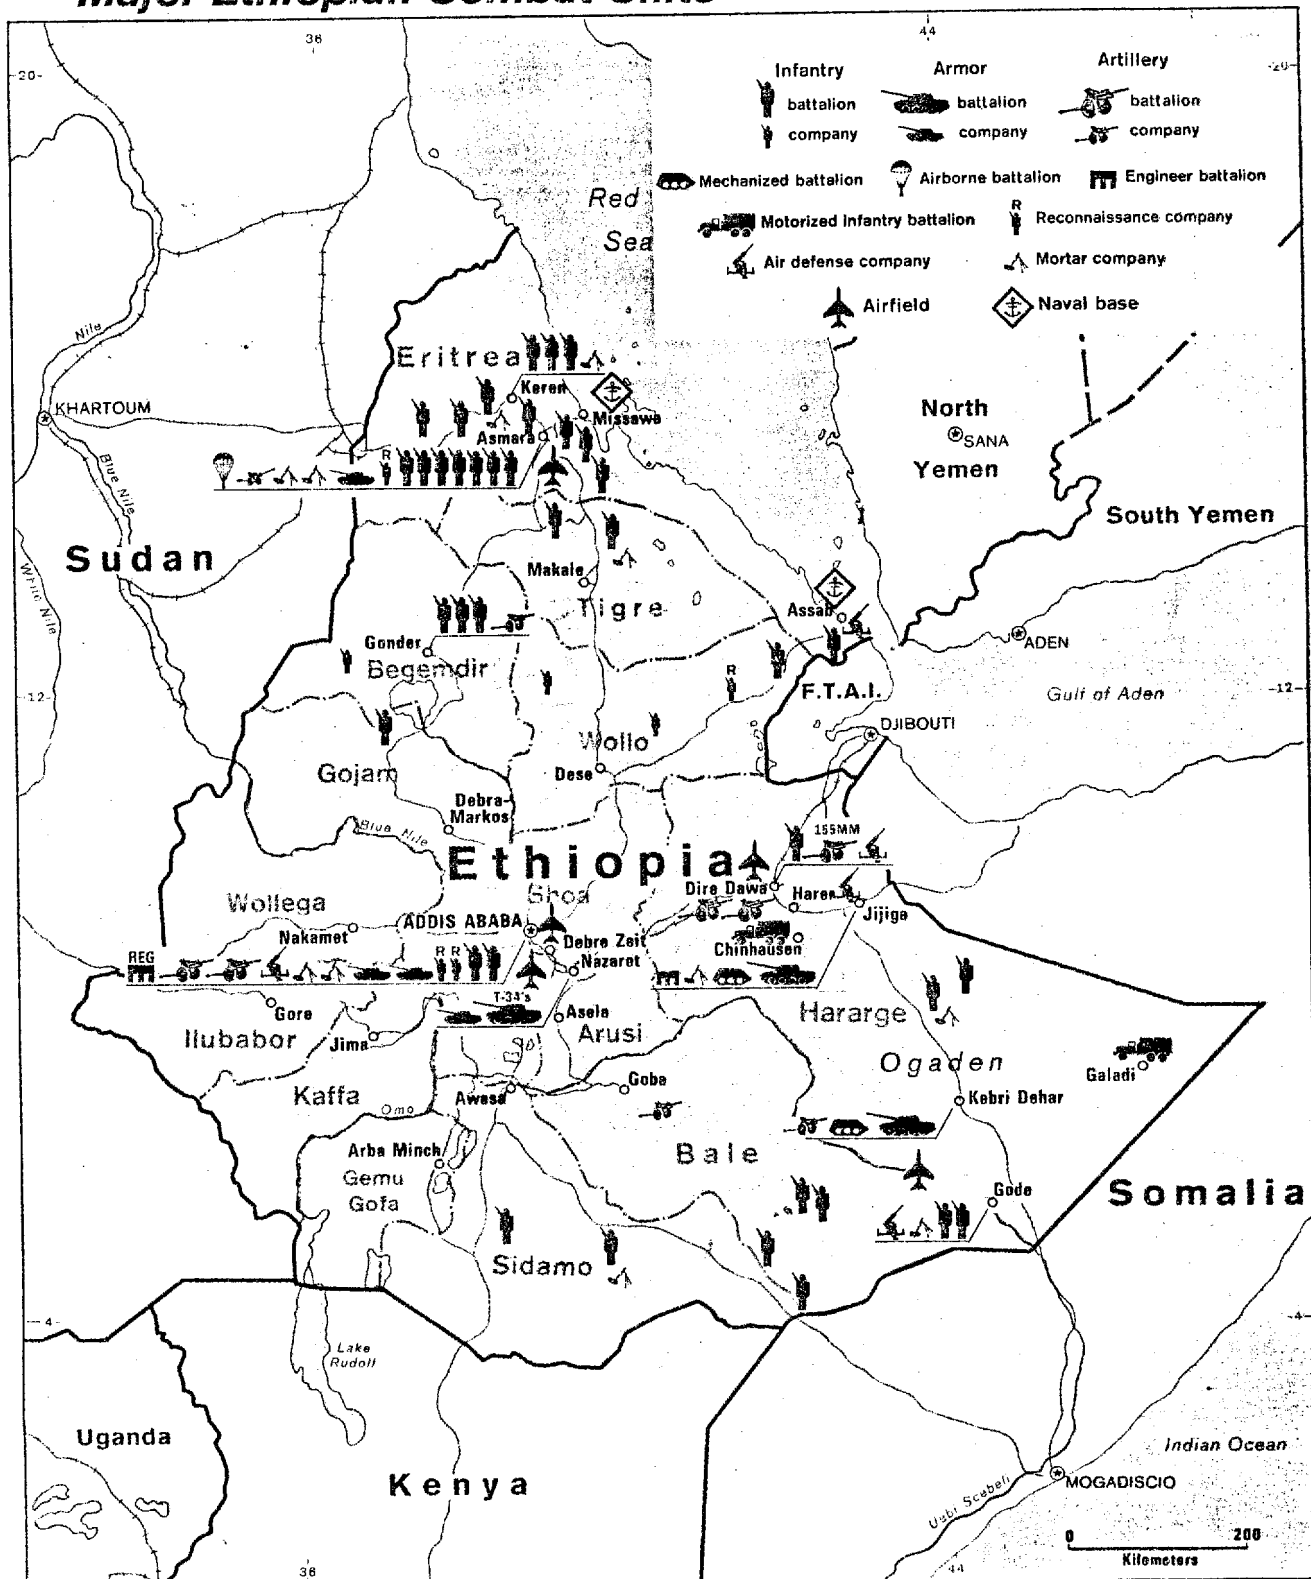 Major Ethiopian Combat Units
36
44
20
20
Infantry
Armor
Artillery
battalion
battalion
battalion
company
company
company
Mechanized battalion
Airborne battalion
Engineer battalion
Motorized Infantry battalion
R
Reconnaissance company
Air defense company
Mortar company
Airfield
Naval base
Red
Sea
Nile
Eritrea
Keren
KHARTOUM
Missawa
North
SANA
Yemen
Asmara
R
Blue Nile
South Yemen
Sudan
White Nile
Makale
Tigre
Assab
ADEN
Gonder
Begemdir
R
F.T.A.I.
12
Gulf of Aden
12
DJIBOUTI
Wollo
Gojam
Dese
Debra-
Markos
Blue Nile
155MM
Ethiopia
Shoa
Dire Dawa
Harer
Jijiga
Wollega
ADDIS ABABA
Nakamet
Debre Zeit
Chinhausen
REG
R R
Nazaret
T-34's
Gore
Asela
Hararge
Ilubabor
Jima
Arusi
Ogaden
Galadi
Kaffa
Omo
Awasa
Goba
Kebri Dehar
Arba Minch
Bale
Gemu
Gofa
Gode
Somalia
Sidamo
4
4
Lake
Rudolf
Uganda
Kenya
Indian Ocean
MOGADISCIO
Uebi Scebeli
0
200
Kilometers
36
44